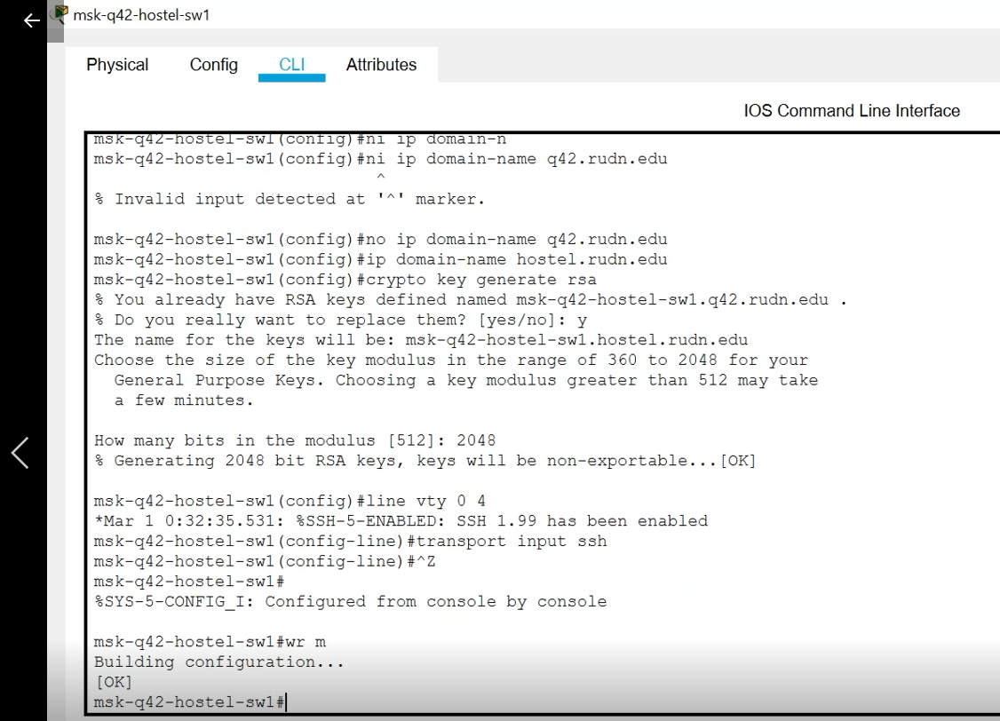 msk-q42-hostel-sw1
Physical Config CLI Attributes
IOS Command Line Interface
msk-q42-hostel-sw1(config)#ni ip domain-n
msk-q42-hostel-sw1(config)#ni ip domain-name q42.rudn.edu
^
% Invalid input detected at '^' marker.
msk-q42-hostel-sw1(config)#no ip domain-name q42.rudn.edu
msk-q42-hostel-sw1(config)#ip domain-name hostel.rudn.edu
msk-q42-hostel-sw1(config)#crypto key generate rsa
% You already have RSA keys defined named msk-q42-hostel-sw1.q42.rudn.edu .
% Do you really want to replace them? [yes/no]: y
The name for the keys will be: msk-q42-hostel-sw1.hostel.rudn.edu
Choose the size of the key modulus in the range of 360 to 2048 for your
General Purpose Keys. Choosing a key modulus greater than 512 may take
a few minutes.
How many bits in the modulus [512]: 2048
% Generating 2048 bit RSA keys, keys will be non-exportable...[OK]
msk-q42-hostel-sw1(config)#line vty 0 4
*Mar 1 0:32:35.531: %SSH-5-ENABLED: SSH 1.99 has been enabled
msk-q42-hostel-sw1(config-line)#transport input ssh
msk-q42-hostel-sw1(config-line)#^Z
msk-q42-hostel-sw1#
%SYS-5-CONFIG_I: Configured from console by console
msk-q42-hostel-sw1#wr m
Building configuration...
[OK]
msk-q42-hostel-sw1#